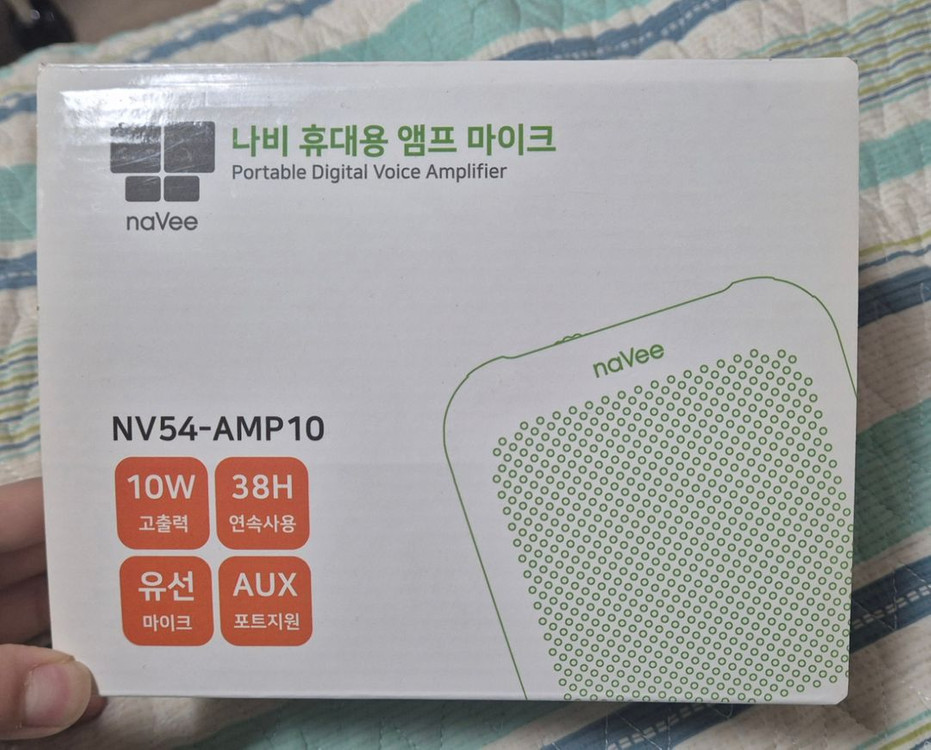 나비 휴대용 앰프 마이크
Portable Digital Voice Amplifier
naVee
naVee
NV54-AMP10
10W
고출력
38H
연속사용
유선
마이크
AUX
포트지원